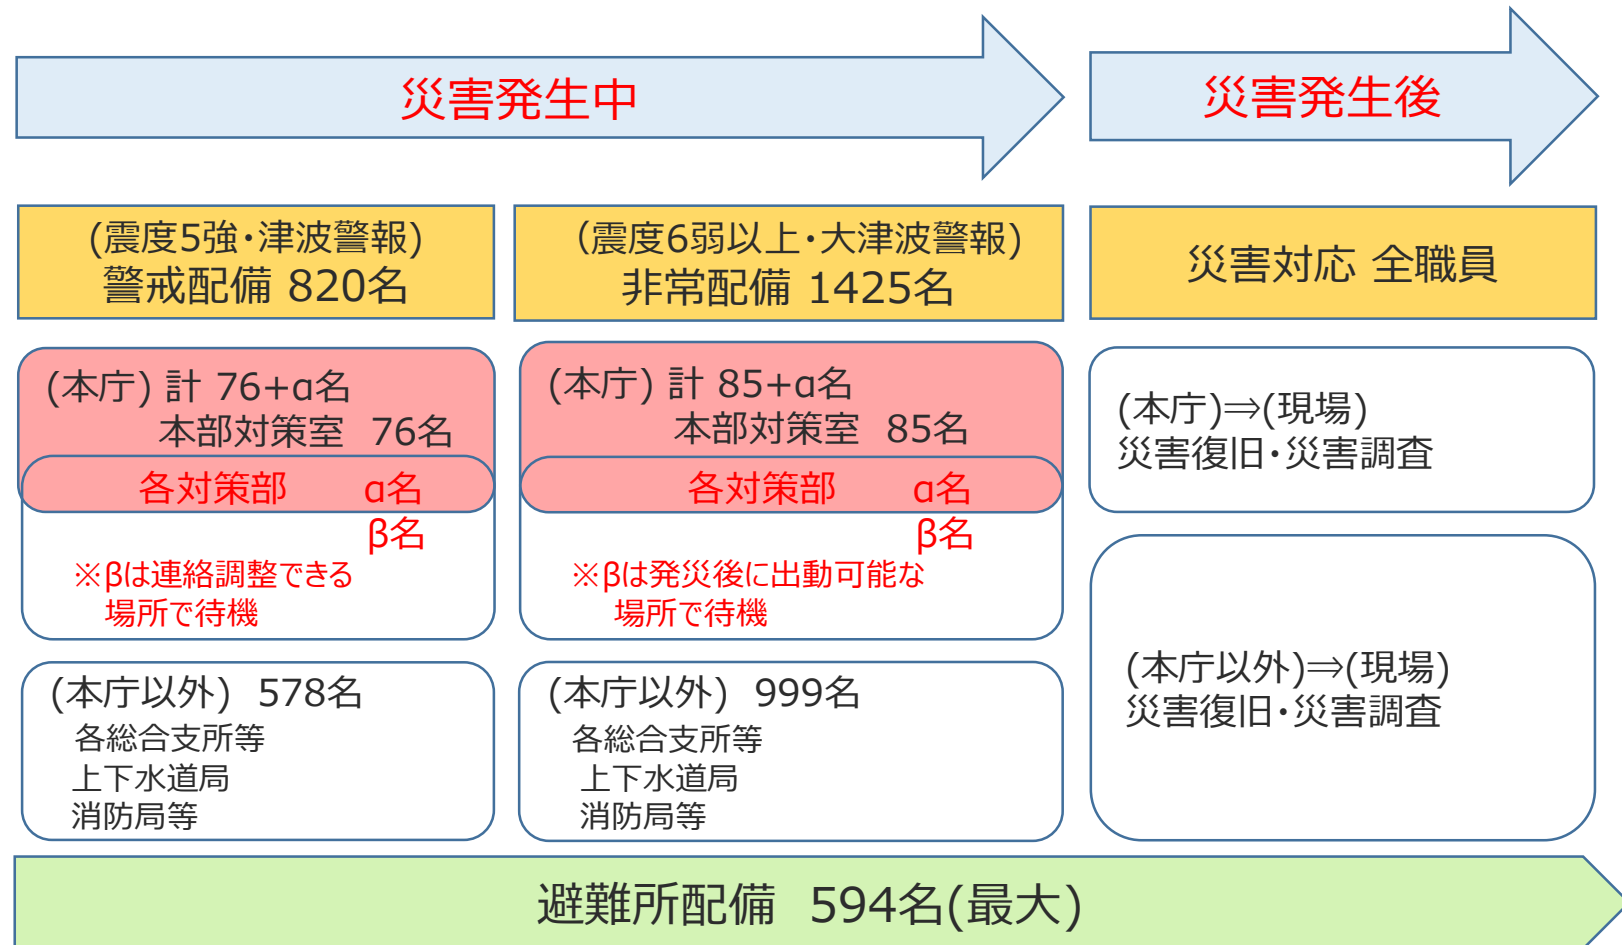 災害発生中
災害発生後
(震度5強・津波警報)
警戒配備 820名
(震度6弱以上・大津波警報)
非常配備 1425名
災害対応 全職員
(本庁) 計 76+α名
本部対策室 76名
各対策部 α名
β名
※βは連絡調整できる
場所で待機
(本庁) 計 85+α名
本部対策室 85名
各対策部 α名
β名
※βは発災後に出動可能な
場所で待機
(本庁)⇒(現場)
災害復旧・災害調査
(本庁以外) 578名
各総合支所等
上下水道局
消防局等
(本庁以外) 999名
各総合支所等
上下水道局
消防局等
(本庁以外)⇒(現場)
災害復旧・災害調査
避難所配備 594名(最大)